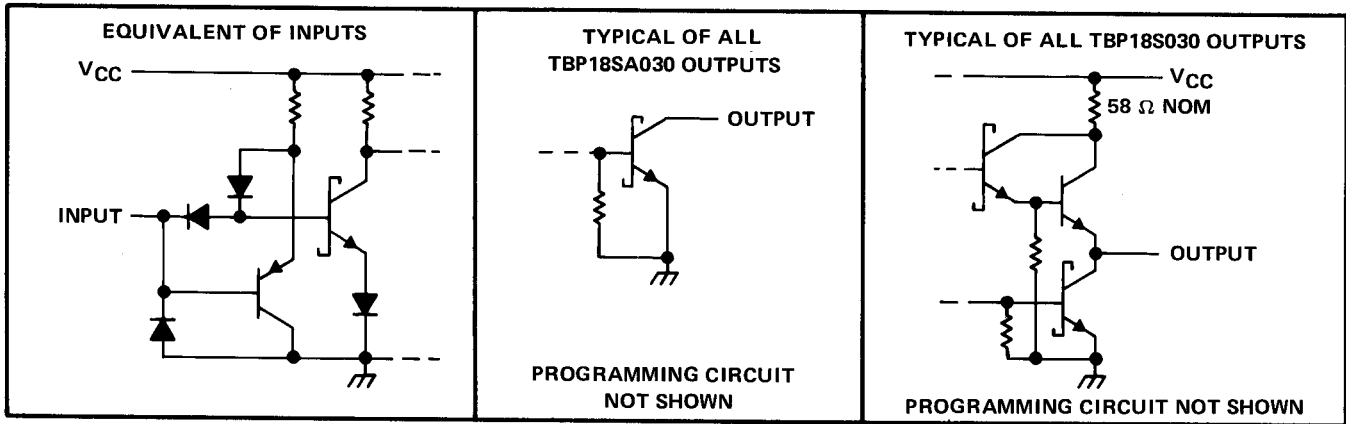 EQUIVALENT OF INPUTS
VCC
INPUT
TYPICAL OF ALL
TBP18SA030 OUTPUTS
OUTPUT
PROGRAMMING CIRCUIT
NOT SHOWN
TYPICAL OF ALL TBP18S030 OUTPUTS
VCC
58 Ω NOM
OUTPUT
PROGRAMMING CIRCUIT NOT SHOWN